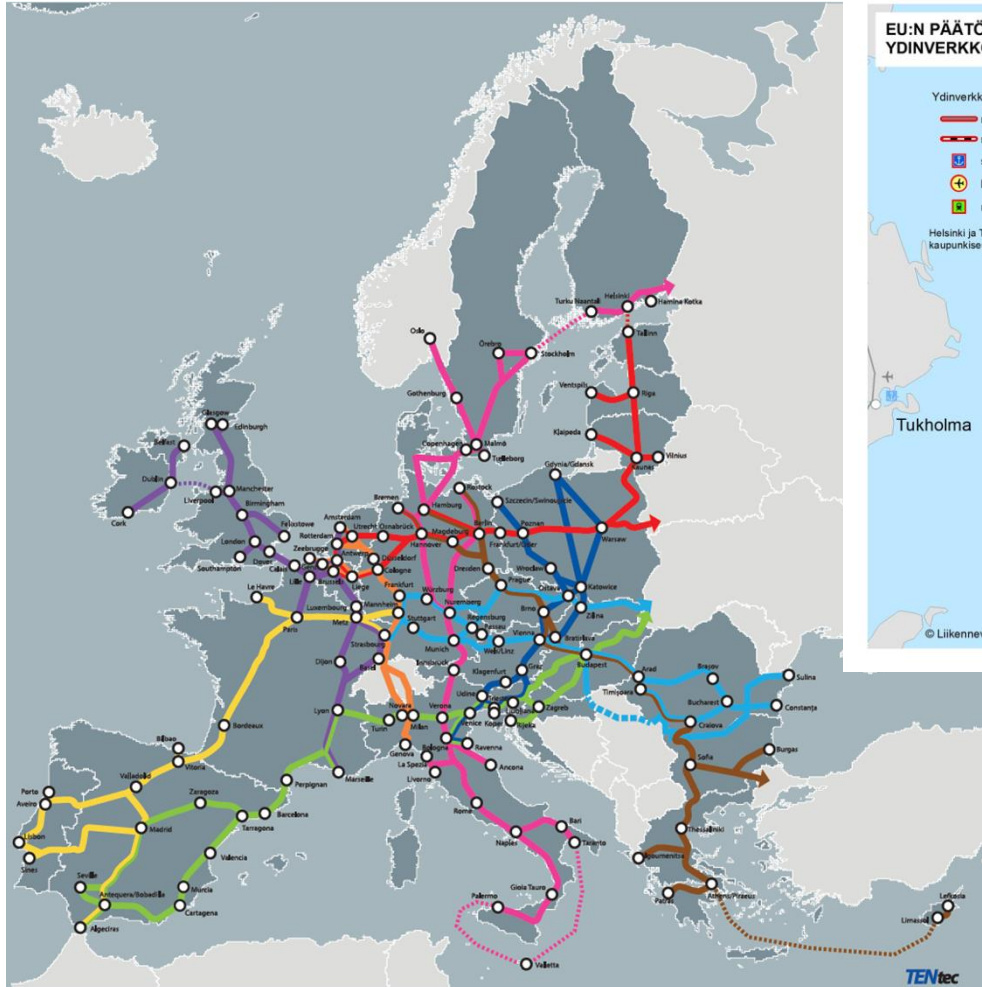 Oslo
Örebro
Stockholm
Turku Naantali
Helsinki
Hamina Kotka
Tallinn
Gothenburg
Ventspils
Riga
Klaipeda
Vilnius
Kaunas
Copenhagen
Malmö
Trelleborg
Glasgow
Edinburgh
Belfast
Dublin
Cork
Liverpool
Manchester
Birmingham
Felixstowe
London
Southampton
Dover
Calais
Gdynia/Gdansk
Szczecin/Swinoujscie
Rostock
Bremen
Hamburg
Amsterdam
Rotterdam
Utrecht
Osnabrück
Magdeburg
Berlin
Poznen
Hannover
Frankfurt/Oder
Warsaw
Zeebrugge
Antwerp
Düsseldorf
Cologne
Lille
Brussels
Liège
Dresden
Wroclaw
Katowice
Le Havre
Frankfurt
Prague
Ostava
Luxembourg
Mannheim
Würzburg
Nuremberg
Zilina
Metz
Paris
Stuttgart
Regensburg
Passau
Brno
Vienna
Wels/Linz
Bratislava
Strasbourg
Munich
Budapest
Dijon
Basel
Innsbruck
Klagenfurt
Graz
Arad
Brajov
Timişoara
Sulina
Udine
Lyon
Novara
Milan
Verona
Venice
Koper
Zagreb
Rijeka
Bucharest
Constanţa
Craiova
Turin
Genova
Bologna
Ravenna
La Spezia
Livorno
Ancona
Bordeaux
Bilbao
Vitoria
Marseille
Perpignan
Sofia
Burgas
Porto
Aveiro
Valladolid
Zaragoza
Barcelona
Tarragona
Madrid
Rome
Bari
Naples
Taranto
Thessaliniki
Igoumenitsa
Lisbon
Sines
Valencia
Seville
Murcia
Antequera/Bobadilla
Cartagena
Algeciras
Gioia Tauro
Palermo
Valletta
Patras
Athens/Piraeus
Lefkosia
Limassol
TENtec
EU:N PÄÄTÖ
YDINVERKKO
Ydinverkk
Helsinki ja T
kaupunkise
Tukholma
© Liikennev